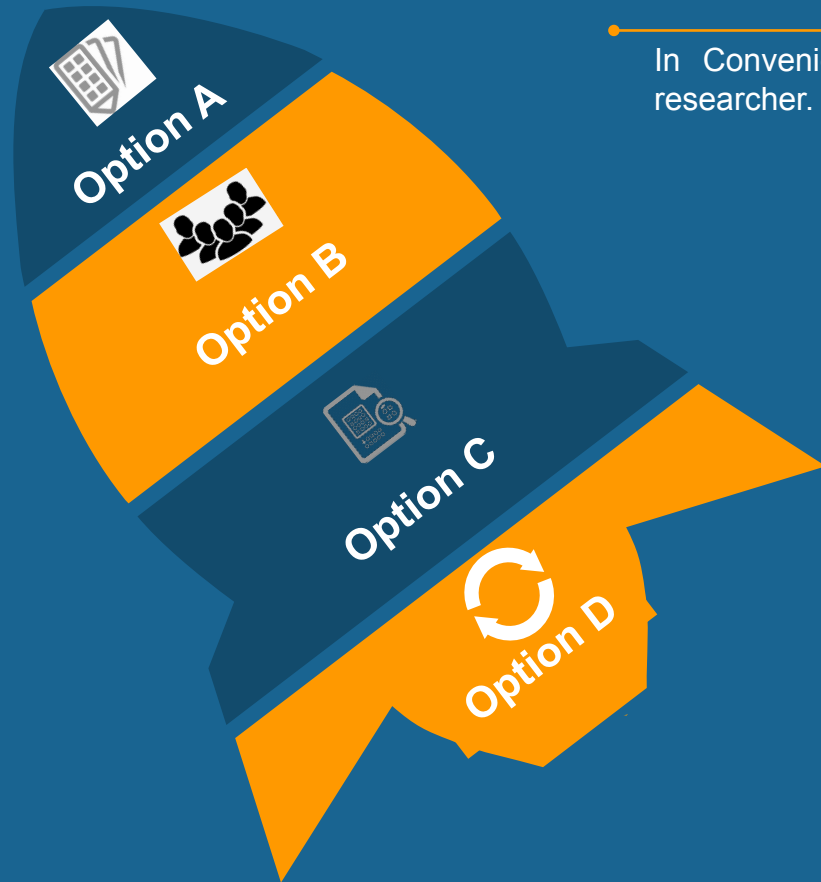 In Conveni
researcher.
Option A
Option B
Option C
Option D